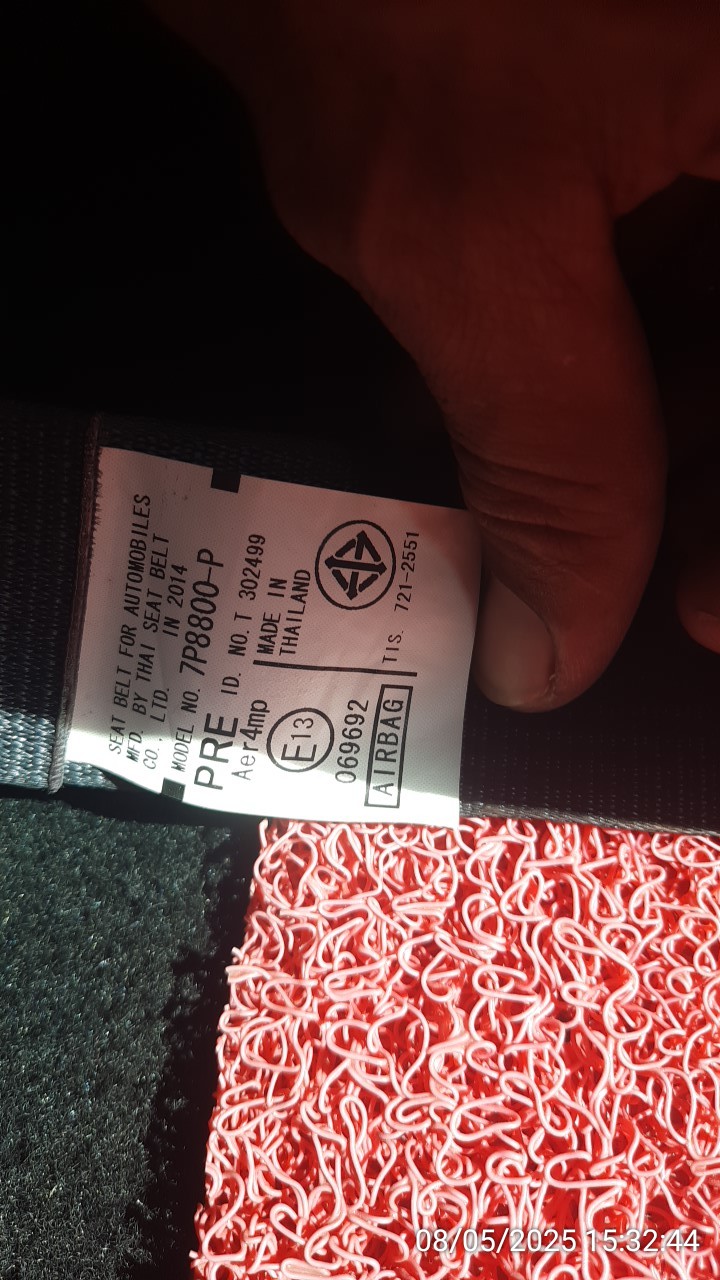 SEAT BELT FOR AUTOMOBILES
MFD. BY THAI SEAT BELT
CO., LTD. IN 2014
MODEL NO. 7P8800-P
PRE ID. NO. T 302499
Aer4mp
MADE IN
THAILAND
E13
069692
AIRBAG
TIS. 721-2551
08/05/2025 15:32:44